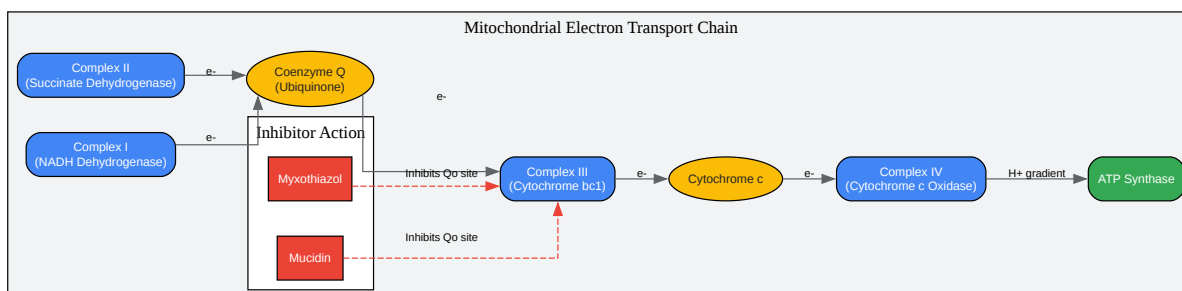 Mitochondrial Electron Transport Chain
Complex II
(Succinate Dehydrogenase)
e-
Coenzyme Q
(Ubiquinone)
e-
Complex I
(NADH Dehydrogenase)
e-
Inhibitor Action
Myxothiazol
Inhibits Qo site
Complex III
(Cytochrome bc1)
e-
Cytochrome c
e-
Complex IV
(Cytochrome c Oxidase)
H+ gradient
ATP Synthase
Mucidin
Inhibits Qo site